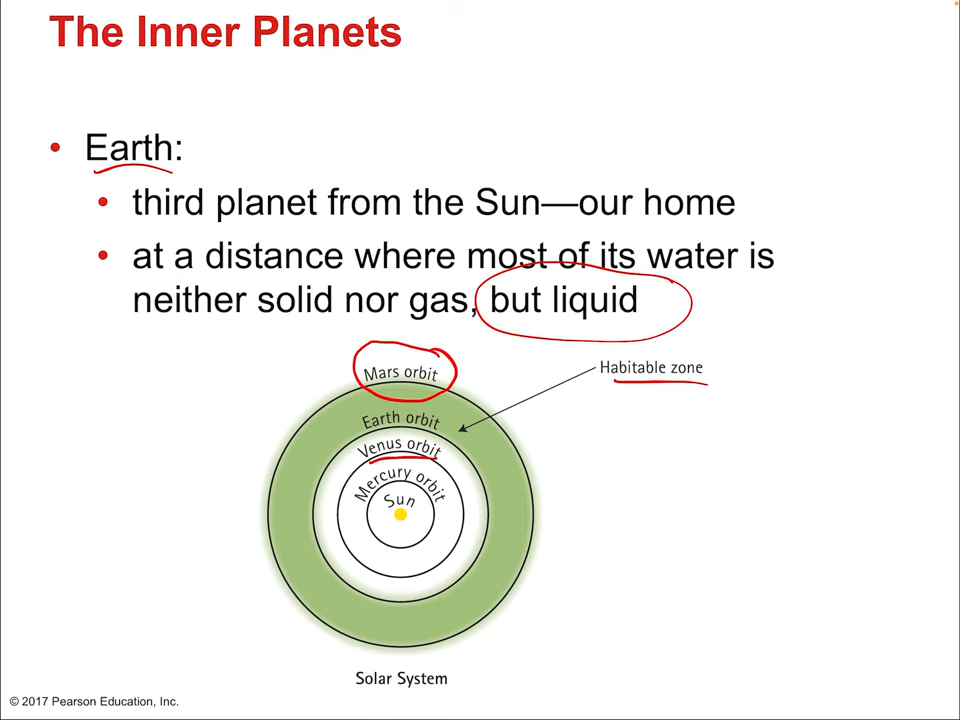 The Inner Planets
• Earth:
• third planet from the Sun—our home
• at a distance where most of its water is
neither solid nor gas, but liquid
Mars orbit
Habitable zone
Earth orbit
Venus orbit
Mercury orbit
Sun
Solar System
© 2017 Pearson Education, Inc.